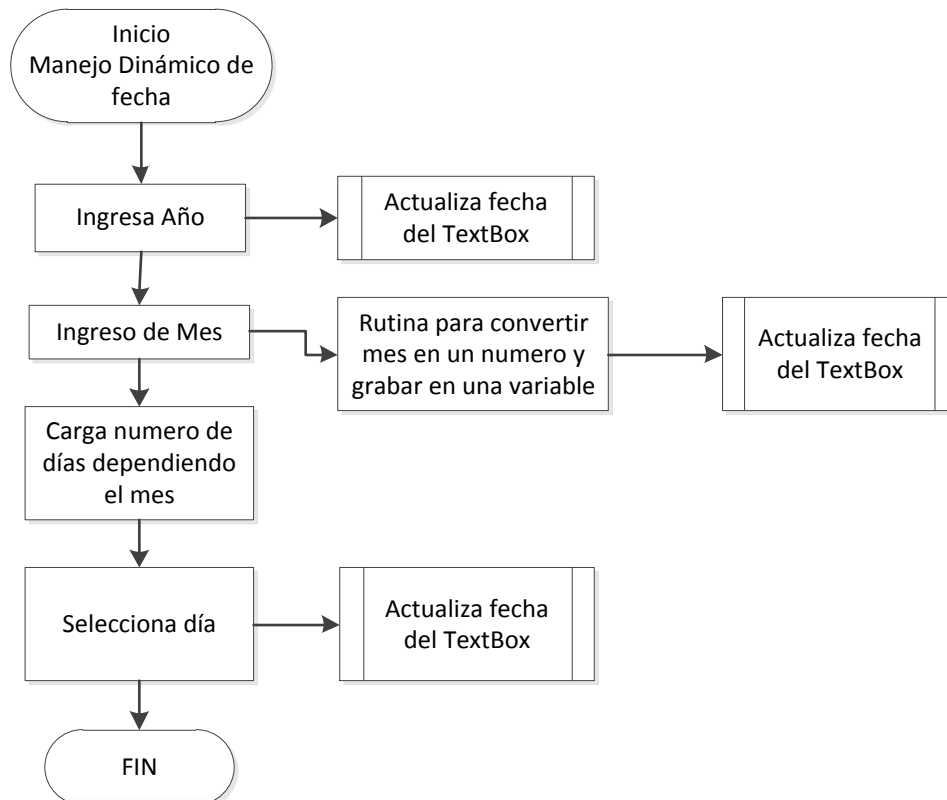 Inicio
Manejo Dinámico de
fecha
Ingresa Año
Actualiza fecha
del TextBox
Ingreso de Mes
Rutina para convertir
mes en un numero y
grabar en una variable
Actualiza fecha
del TextBox
Carga numero de
días dependiendo
el mes
Selecciona día
Actualiza fecha
del TextBox
FIN